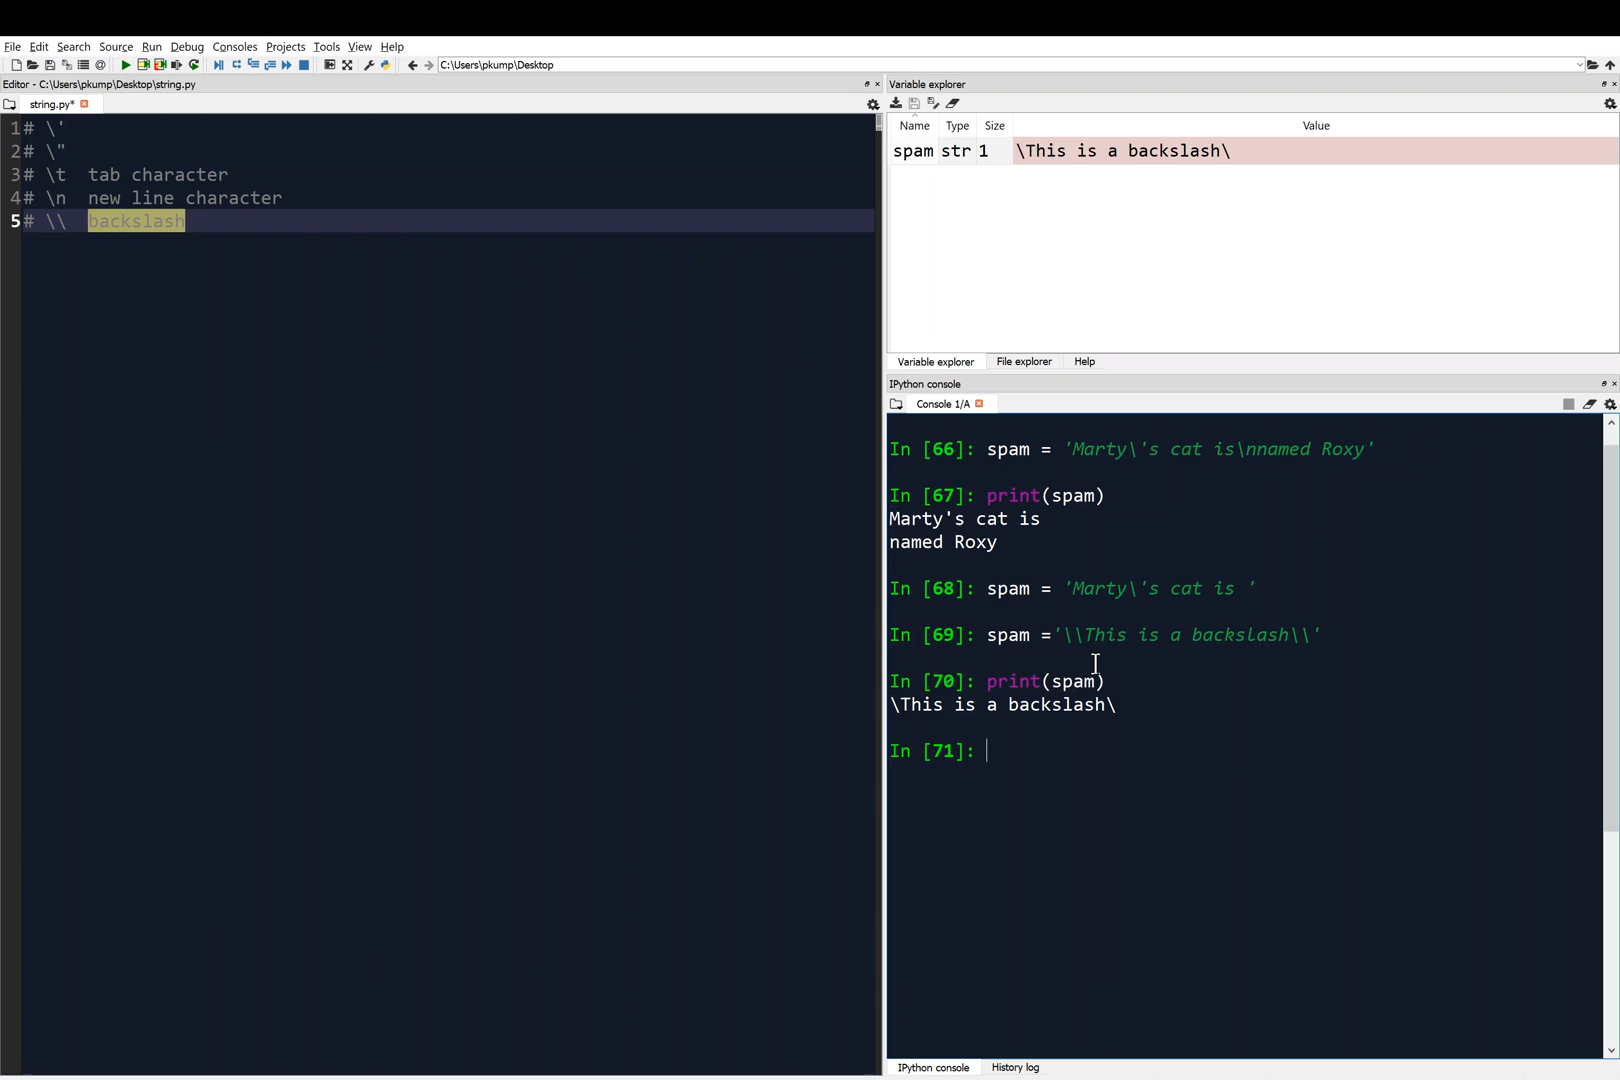 File Edit Search Source Run Debug Consoles Projects Tools View Help
C:\Users\pkump\Desktop
Editor - C:\Users\pkump\Desktop\string.py
string.py*
1# \'
2# \"
3# \t  tab character
4# \n  new line character
5# \\  backslash
Variable explorer
Name Type Size Value
spam str 1 \This is a backslash\
Variable explorer File explorer Help
IPython console
Console 1/A
In [66]: spam = 'Marty\'s cat is\nnamed Roxy'
In [67]: print(spam)
Marty's cat is
named Roxy
In [68]: spam = 'Marty\'s cat is '
In [69]: spam ='\\This is a backslash\\'
In [70]: print(spam)
\This is a backslash\
In [71]:
IPython console History log